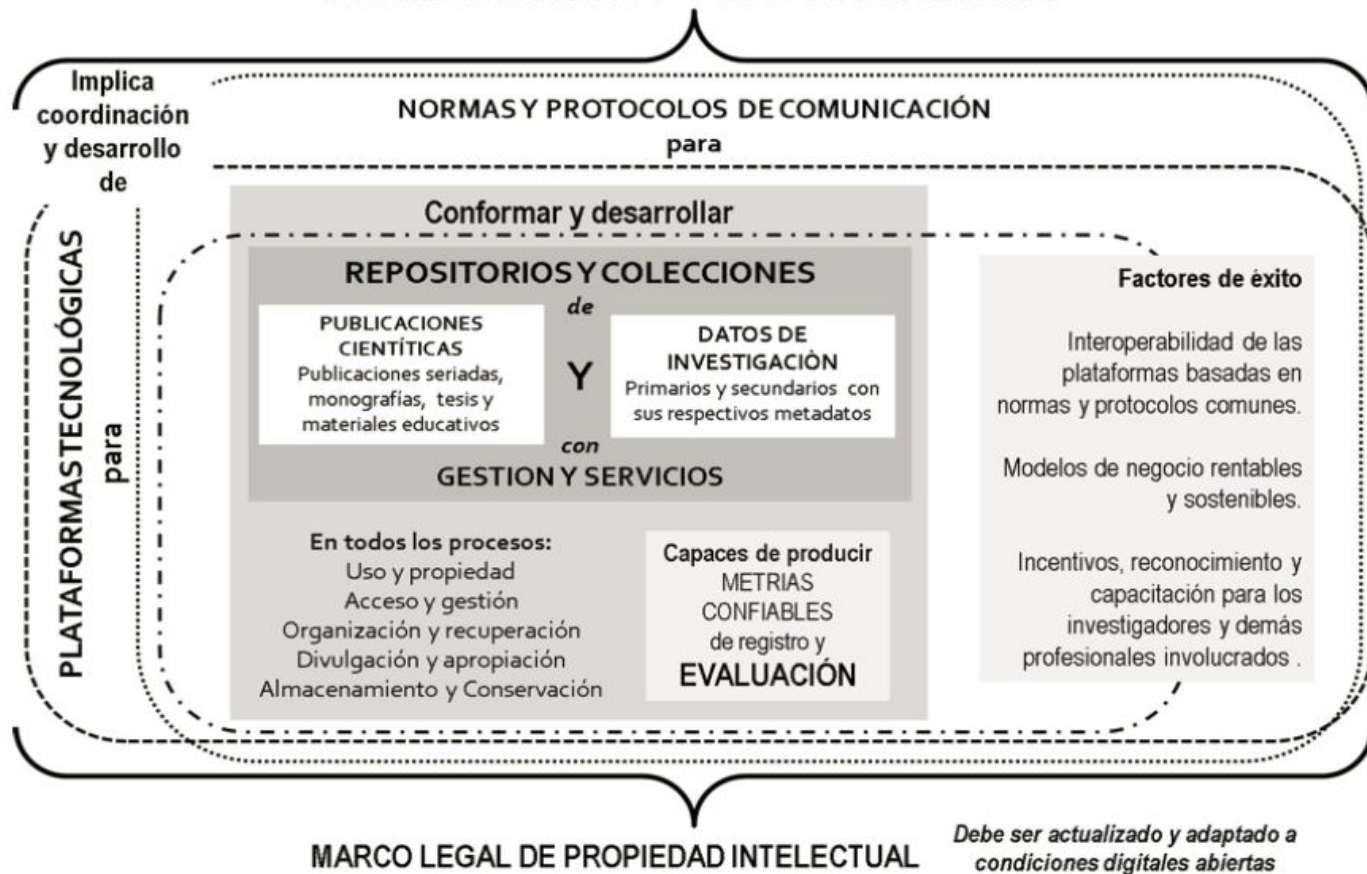 Implica
coordinación
y desarrollo
de
NORMAS Y PROTOCOLOS DE COMUNICACIÓN
para
PLATAFORMAS TECNOLÓGICAS
para
Conformar y desarrollar
REPOSITORIOS Y COLECCIONES
de
PUBLICACIONES
CIENTÍTICAS
Publicaciones seriadas,
monografías, tesis y
materiales educativos
Y
DATOS DE
INVESTIGACIÒN
Primarios y secundarios con
sus respectivos metadatos
con
GESTION Y SERVICIOS
En todos los procesos:
Uso y propiedad
Acceso y gestión
Organización y recuperación
Divulgación y apropiación
Almacenamiento y Conservación
Capaces de producir
METRIAS
CONFIABLES
de registro y
EVALUACIÓN
Factores de èxito
Interoperabilidad de las
plataformas basadas en
normas y protocolos comunes.
Modelos de negocio rentables
y sostenibles.
Incentivos, reconocimiento y
capacitación para los
investigadores y demás
profesionales involucrados .
MARCO LEGAL DE PROPIEDAD INTELECTUAL
Debe ser actualizado y adaptado a
condiciones digitales abiertas